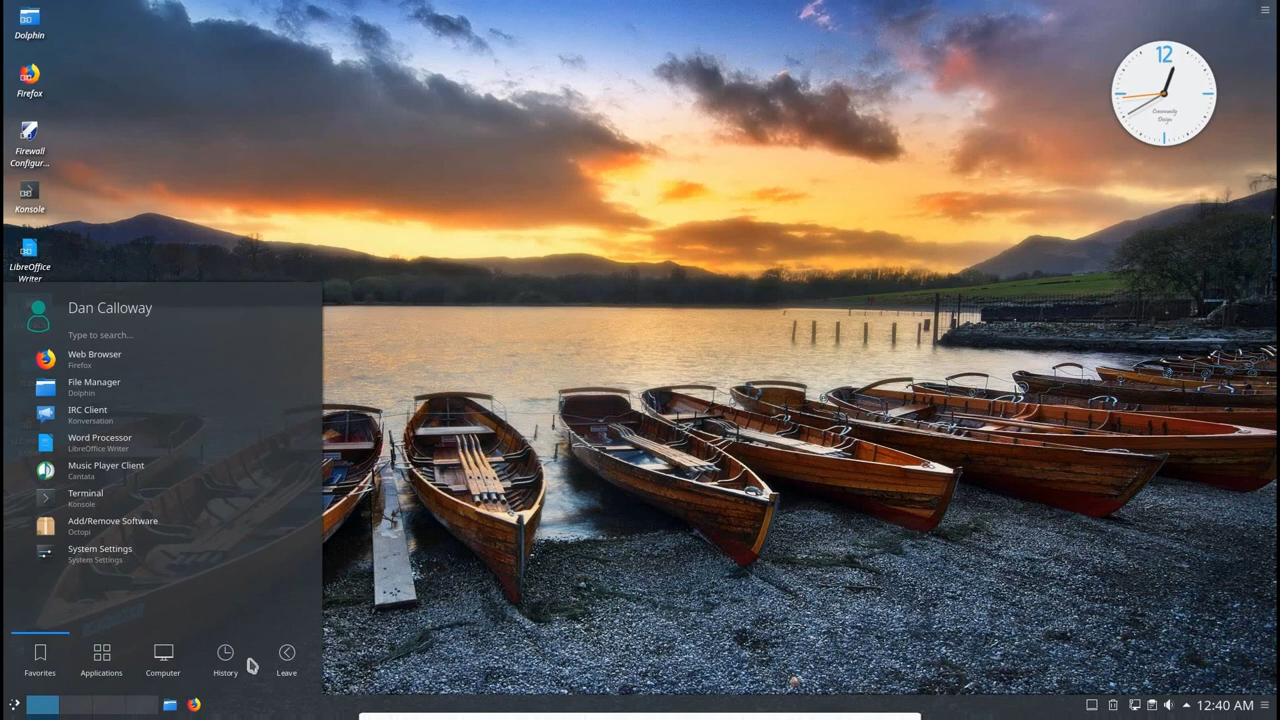 Dolphin
Firefox
Firewall
Configur...
Konsole
LibreOffice
Writer
12
Community
Design
Dan Calloway
Type to search...
Web Browser
Firefox
File Manager
Dolphin
IRC Client
Konversation
Word Processor
LibreOffice Writer
Music Player Client
Cantata
Terminal
Konsole
Add/Remove Software
Octopi
System Settings
System Settings
Favorites
Applications
Computer
History
Leave
12:40 AM